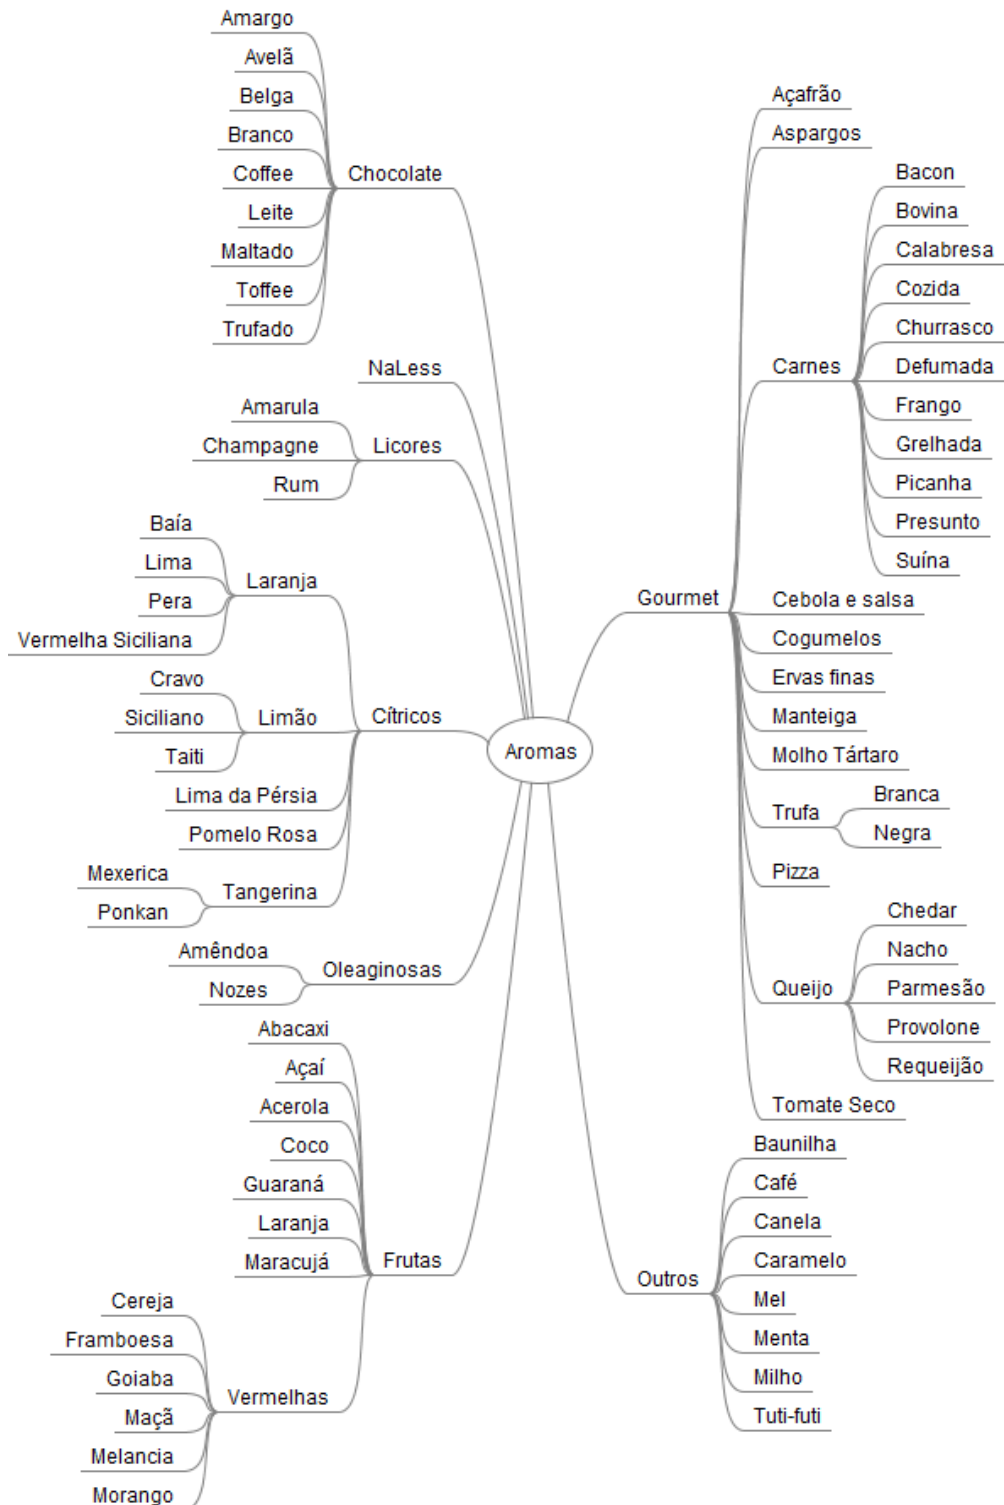 Amargo
Avelã
Belga
Branco
Coffee
Leite
Maltado
Toffee
Trufado
Chocolate
NaLess
Amarula
Champagne
Rum
Licores
Baía
Lima
Pera
Vermelha Siciliana
Laranja
Cravo
Siciliano
Taiti
Limão
Lima da Pérsia
Pomelo Rosa
Mexerica
Ponkan
Tangerina
Cítricos
Amêndoa
Nozes
Oleaginosas
Abacaxi
Açaí
Acerola
Coco
Guaraná
Laranja
Maracujá
Frutas
Cereja
Framboesa
Goiaba
Maçã
Melancia
Morango
Vermelhas
Aromas
Gourmet
Açafrão
Aspargos
Carnes
Bacon
Bovina
Calabresa
Cozida
Churrasco
Defumada
Frango
Grelhada
Picanha
Presunto
Suína
Cebola e salsa
Cogumelos
Ervas finas
Manteiga
Molho Tártaro
Trufa
Branca
Negra
Pizza
Queijo
Chedar
Nacho
Parmesão
Provolone
Requeijão
Tomate Seco
Outros
Baunilha
Café
Canela
Caramelo
Mel
Menta
Milho
Tuti-futi